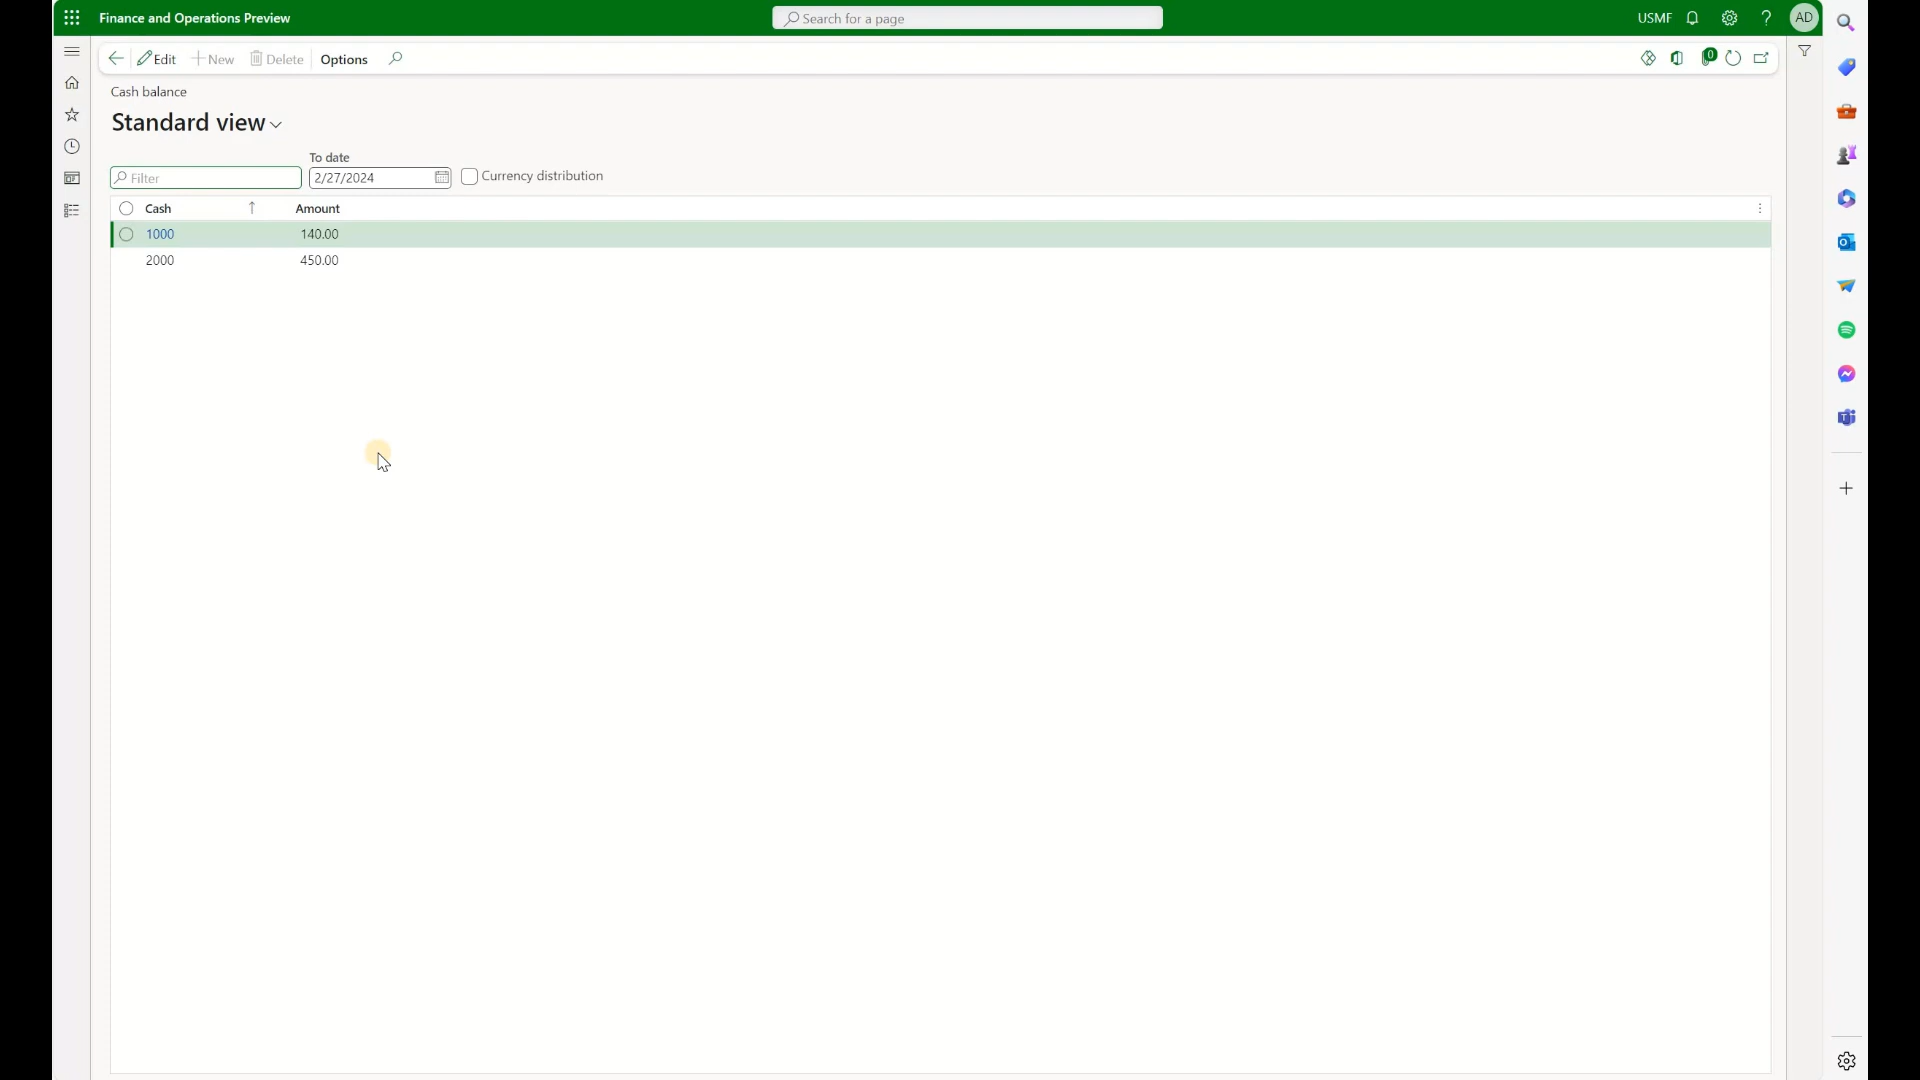 Finance and Operations Preview
Search for a page
USMF
AD
Edit
New
Delete
Options
0
Cash balance
Standard view
To date
Filter
2/27/2024
Currency distribution
Cash Amount
1000 140.00
2000 450.00